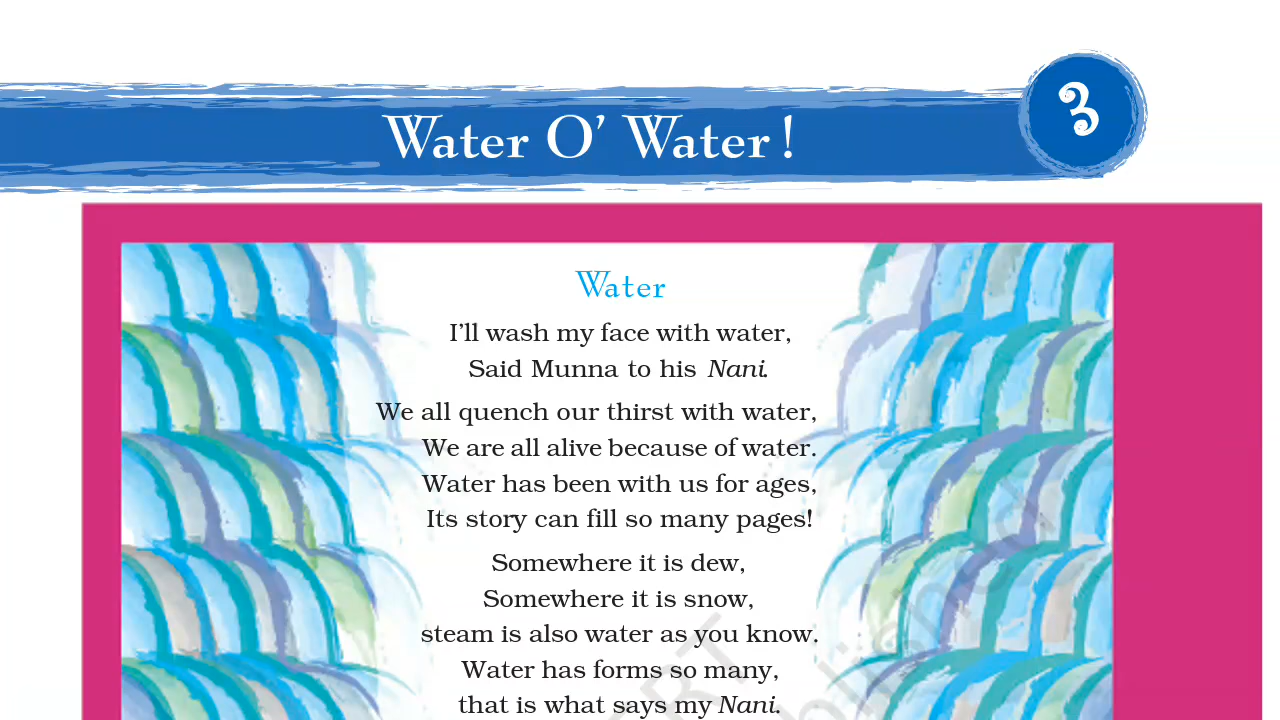 Water O' Water !
3
Water
I'll wash my face with water,
Said Munna to his Nani.
We all quench our thirst with water,
We are all alive because of water.
Water has been with us for ages,
Its story can fill so many pages!
Somewhere it is dew,
Somewhere it is snow,
steam is also water as you know.
Water has forms so many,
that is what says my Nani.